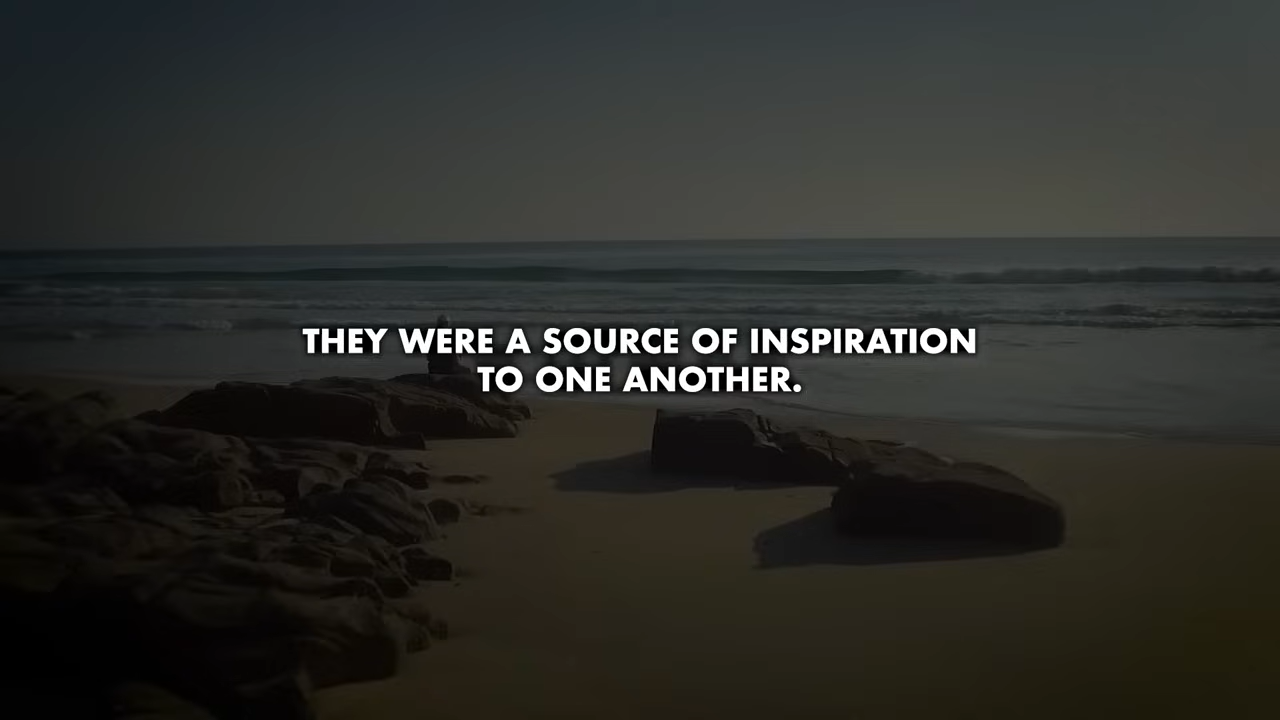 THEY WERE A SOURCE OF INSPIRATION
TO ONE ANOTHER.